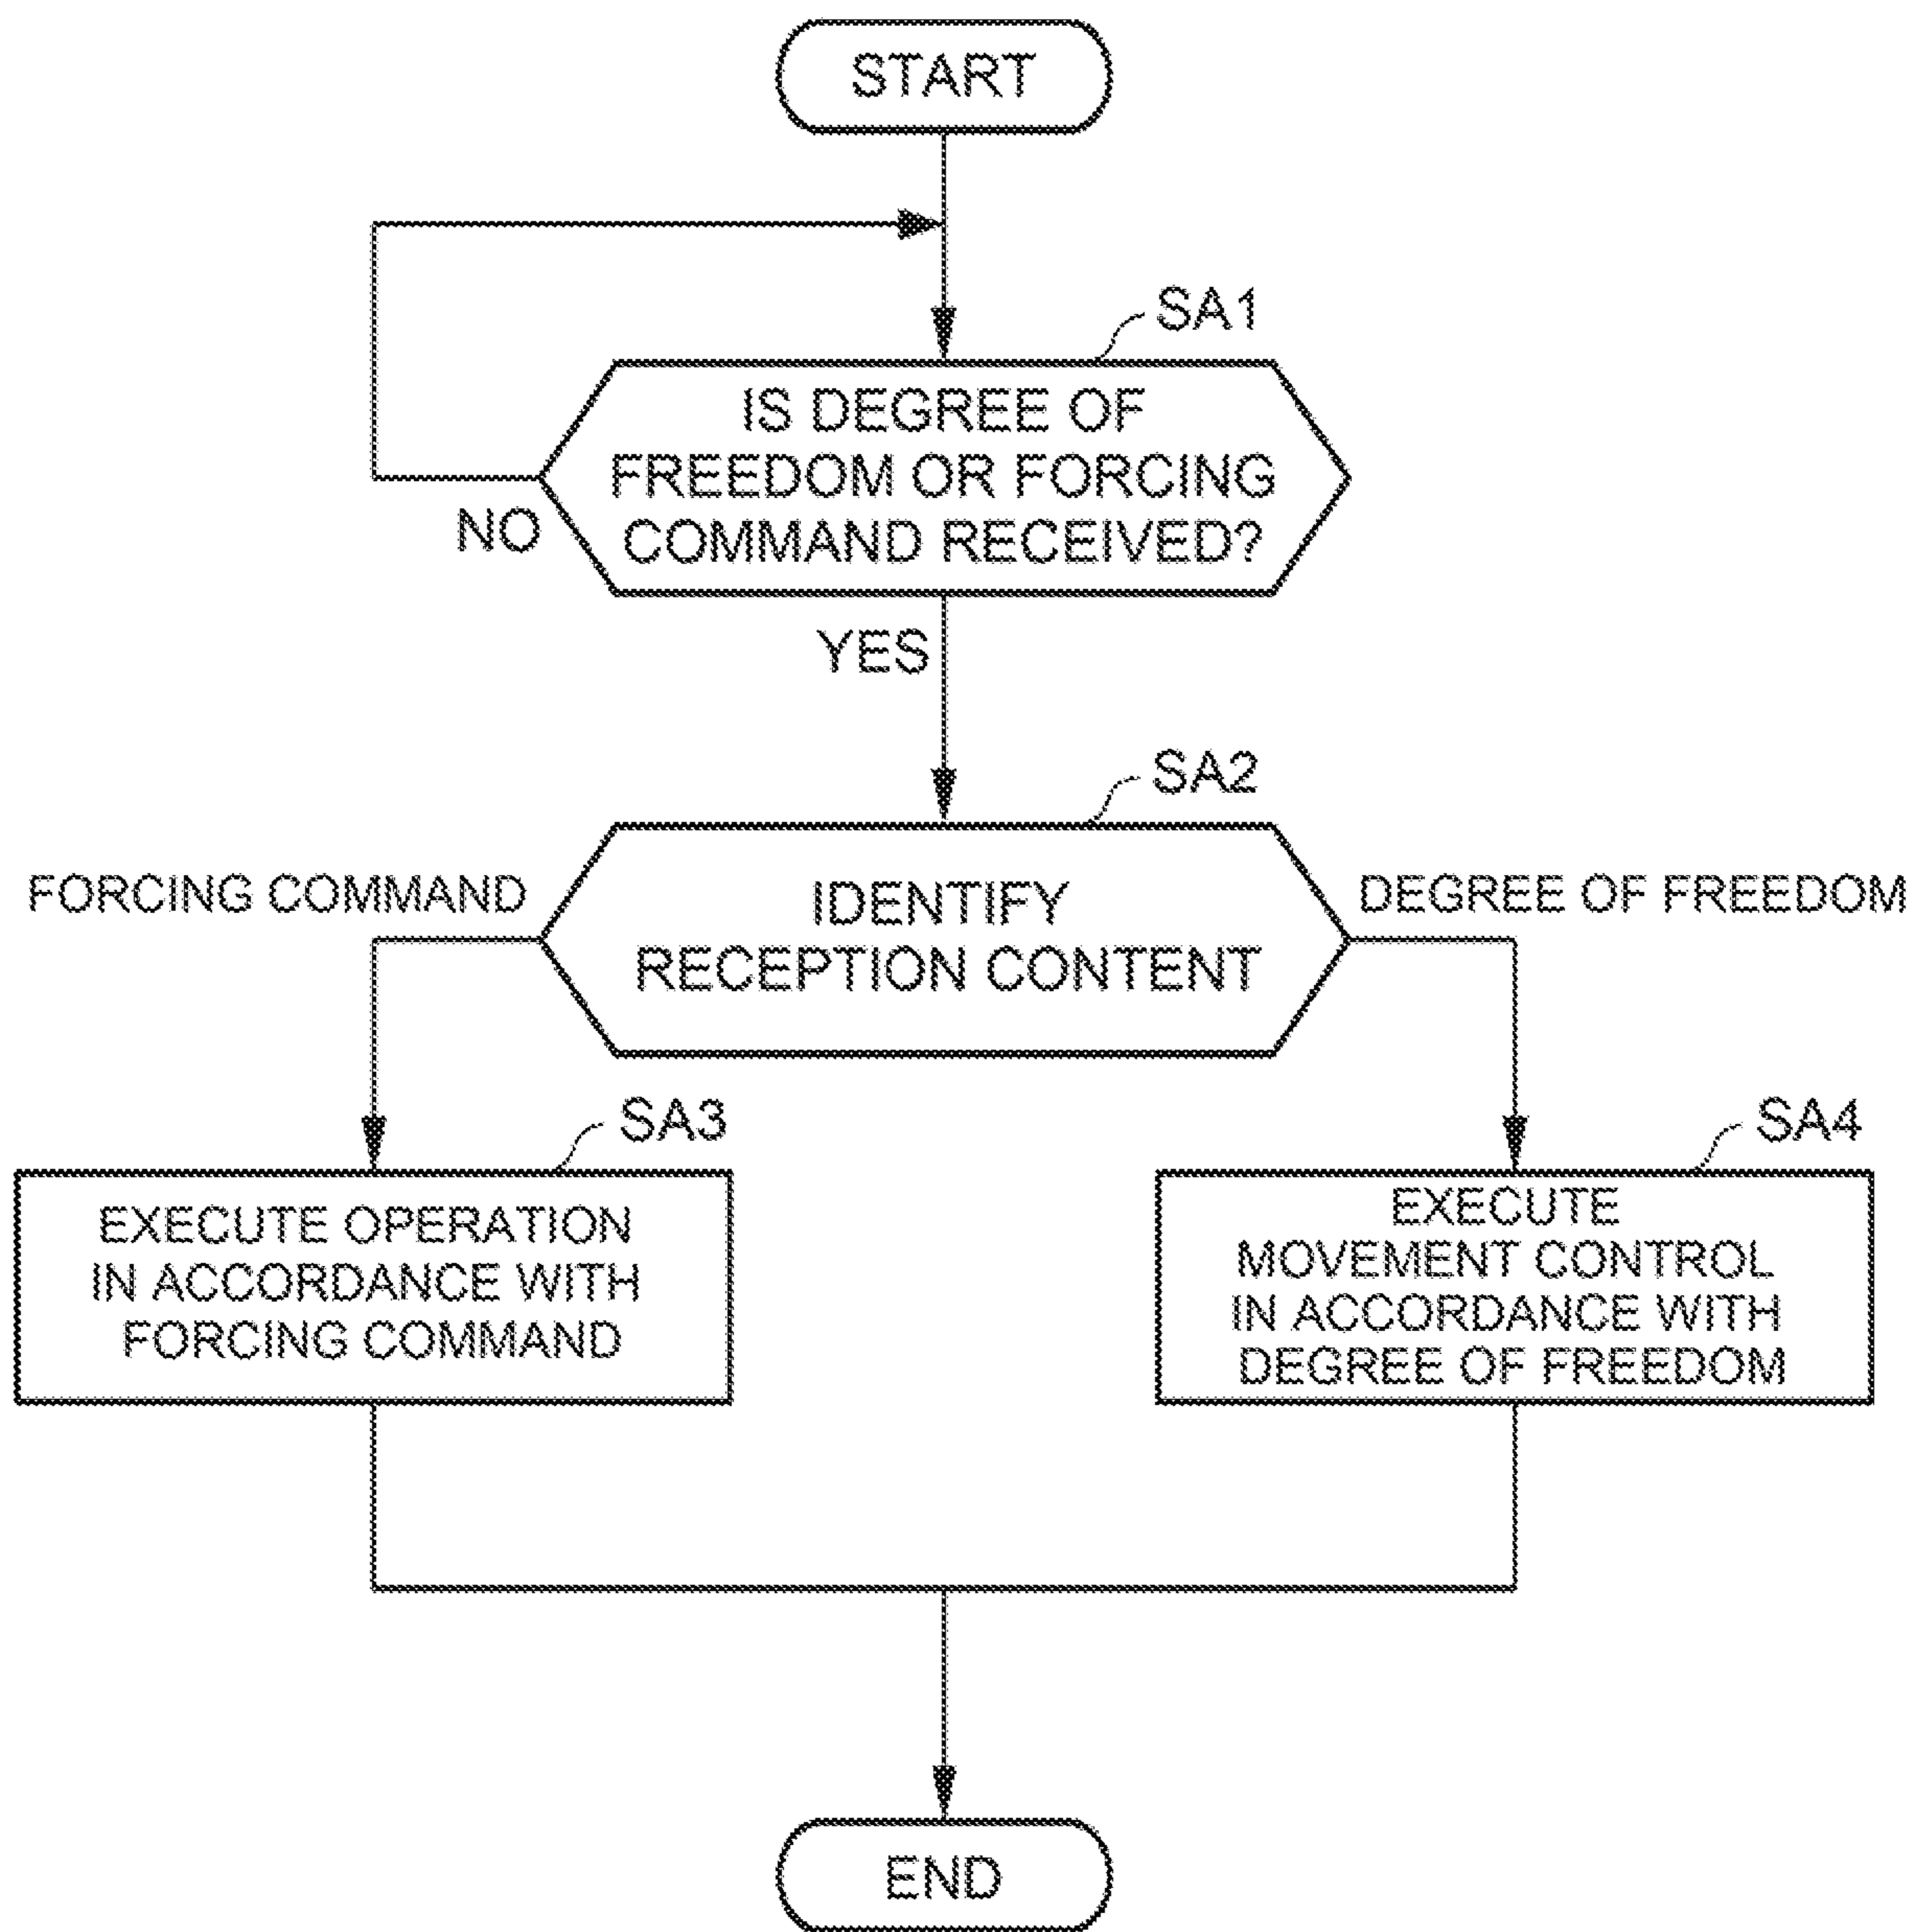 START
SA1
IS DEGREE OF
FREEDOM OR FORCING
COMMAND RECEIVED?
NO
YES
SA2
FORCING COMMAND
IDENTIFY
RECEPTION CONTENT
DEGREE OF FREEDOM
SA3
EXECUTE OPERATION
IN ACCORDANCE WITH
FORCING COMMAND
SA4
EXECUTE
MOVEMENT CONTROL
IN ACCORDANCE WITH
DEGREE OF FREEDOM
END